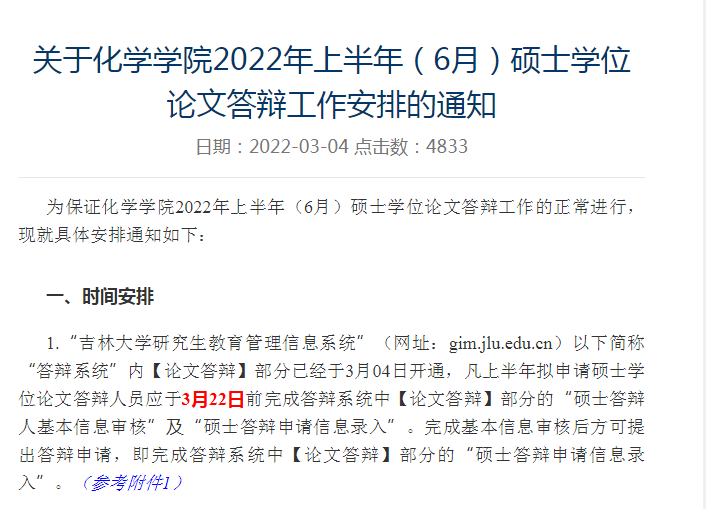 关于化学学院2022年上半年（6月）硕士学位
论文答辩工作安排的通知
日期：2022-03-04 点击数：4833
为保证化学学院2022年上半年（6月）硕士学位论文答辩工作的正常进行，
现就具体安排通知如下：
一、时间安排
1.“吉林大学研究生教育管理信息系统”（网址：gim.jlu.edu.cn）以下简称
“答辩系统”内【论文答辩】部分已经于3月04日开通，凡上半年拟申请硕士学
位论文答辩人员应于3月22日前完成答辩系统中【论文答辩】部分的“硕士答辩
人基本信息审核”及“硕士答辩申请信息录入”。完成基本信息审核后方可提
出答辩申请，即完成答辩系统中【论文答辩】部分的“硕士答辩申请信息录
入”。（参考附件1）